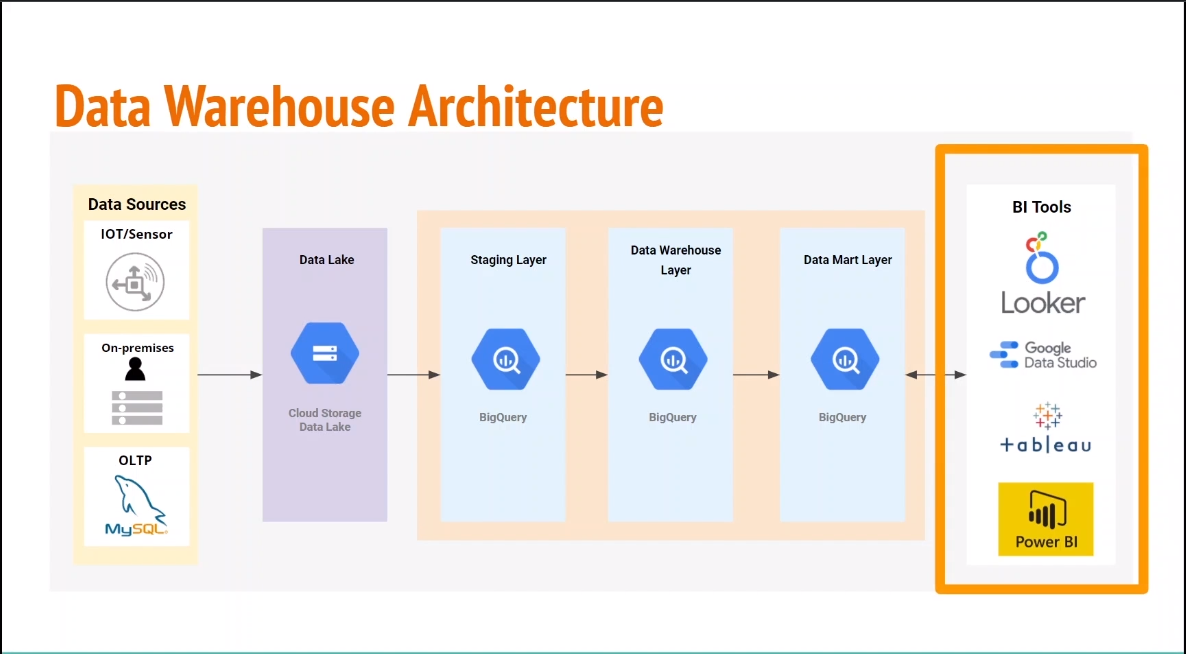 Data Warehouse Architecture
Data Sources
IOT/Sensor
On-premises
OLTP
MySQL
Data Lake
Cloud Storage
Data Lake
Staging Layer
BigQuery
Data Warehouse
Layer
BigQuery
Data Mart Layer
BigQuery
BI Tools
Looker
Google
Data Studio
+ableau
Power BI